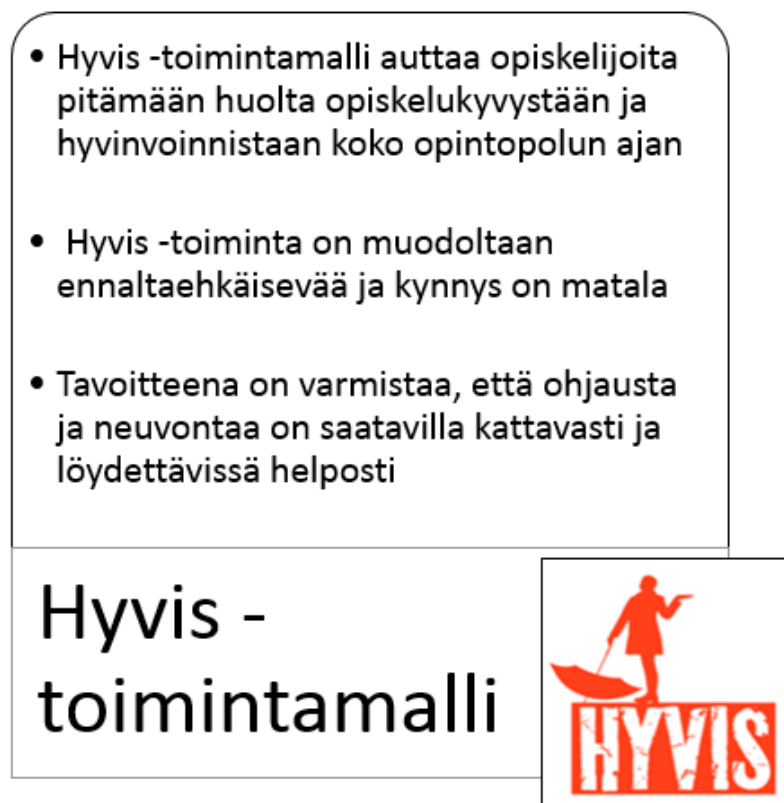 • Hyvis -toimintamalli auttaa opiskelijoita
pitämään huolta opiskelukyvystään ja
hyvinvoinnistaan koko opintopolun ajan
• Hyvis -toiminta on muodoltaan
ennaltaehkäisevää ja kynnys on matala
• Tavoitteena on varmistaa, että ohjausta
ja neuvontaa on saatavilla kattavasti ja
löydettävissä helposti
Hyvis -
toimintamalli
HYVIS